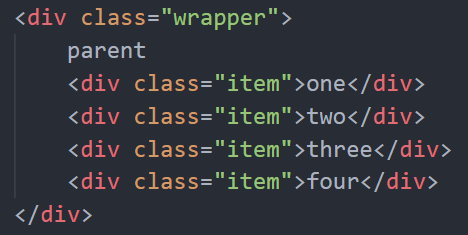 <div class="wrapper">
    parent
    <div class="item">one</div>
    <div class="item">two</div>
    <div class="item">three</div>
    <div class="item">four</div>
</div>